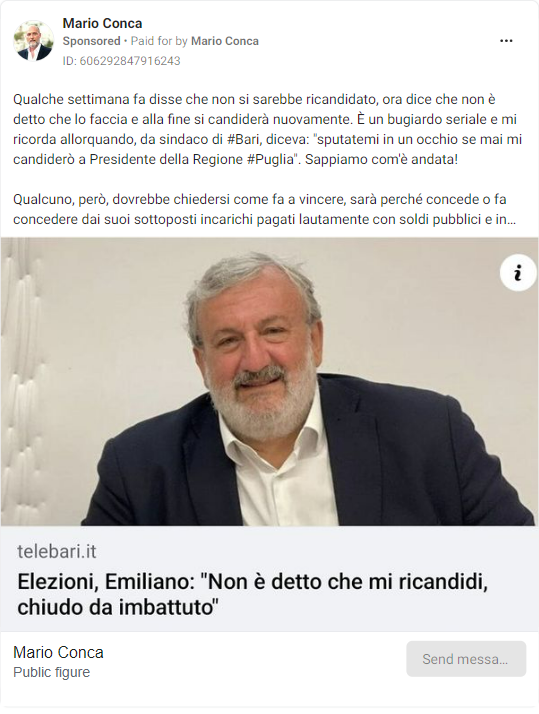 Mario Conca
Sponsored • Paid for by Mario Conca
ID: 606292847916243
Qualche settimana fa disse che non si sarebbe ricandidato, ora dice che non è
detto che lo faccia e alla fine si candiderà nuovamente. È un bugiardo seriale e mi
ricorda allorquando, da sindaco di #Bari, diceva: "sputatemi in un occhio se mai mi
candiderò a Presidente della Regione #Puglia". Sappiamo com'è andata!
Qualcuno, però, dovrebbe chiedersi come fa a vincere, sarà perché concede o fa
concedere dai suoi sottoposti incarichi pagati lautamente con soldi pubblici e in...
telebari.it
Elezioni, Emiliano: "Non è detto che mi ricandidi,
chiudo da imbattuto"
Mario Conca
Public figure
Send messa...